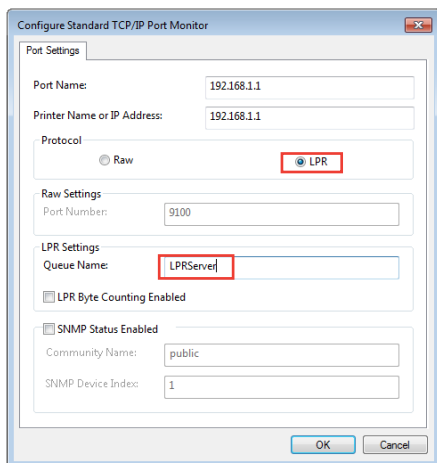 Configure Standard TCP/IP Port Monitor
Port Settings
Port Name: 192.168.1.1
Printer Name or IP Address: 192.168.1.1
Protocol
Raw LPR
Raw Settings
Port Number: 9100
LPR Settings
Queue Name: LPRServer
LPR Byte Counting Enabled
SNMP Status Enabled
Community Name: public
SNMP Device Index: 1
OK Cancel